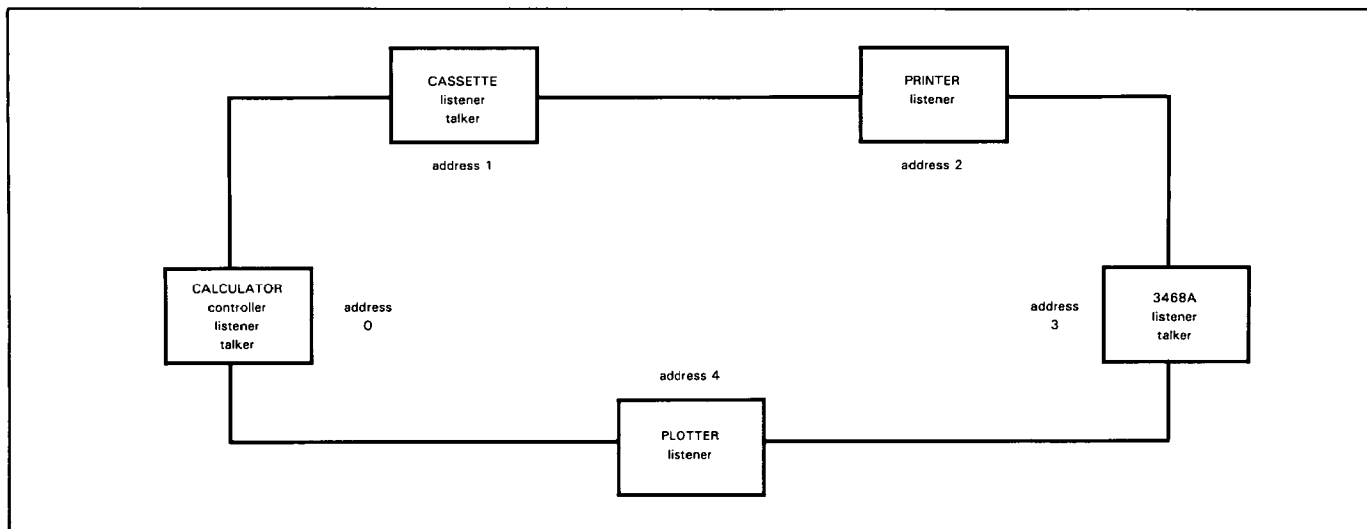 CASSETTE
listener
talker
address 1
PRINTER
listener
address 2
CALCULATOR
controller
listener
talker
address
0
address
3
3468A
listener
talker
address 4
PLOTTER
listener